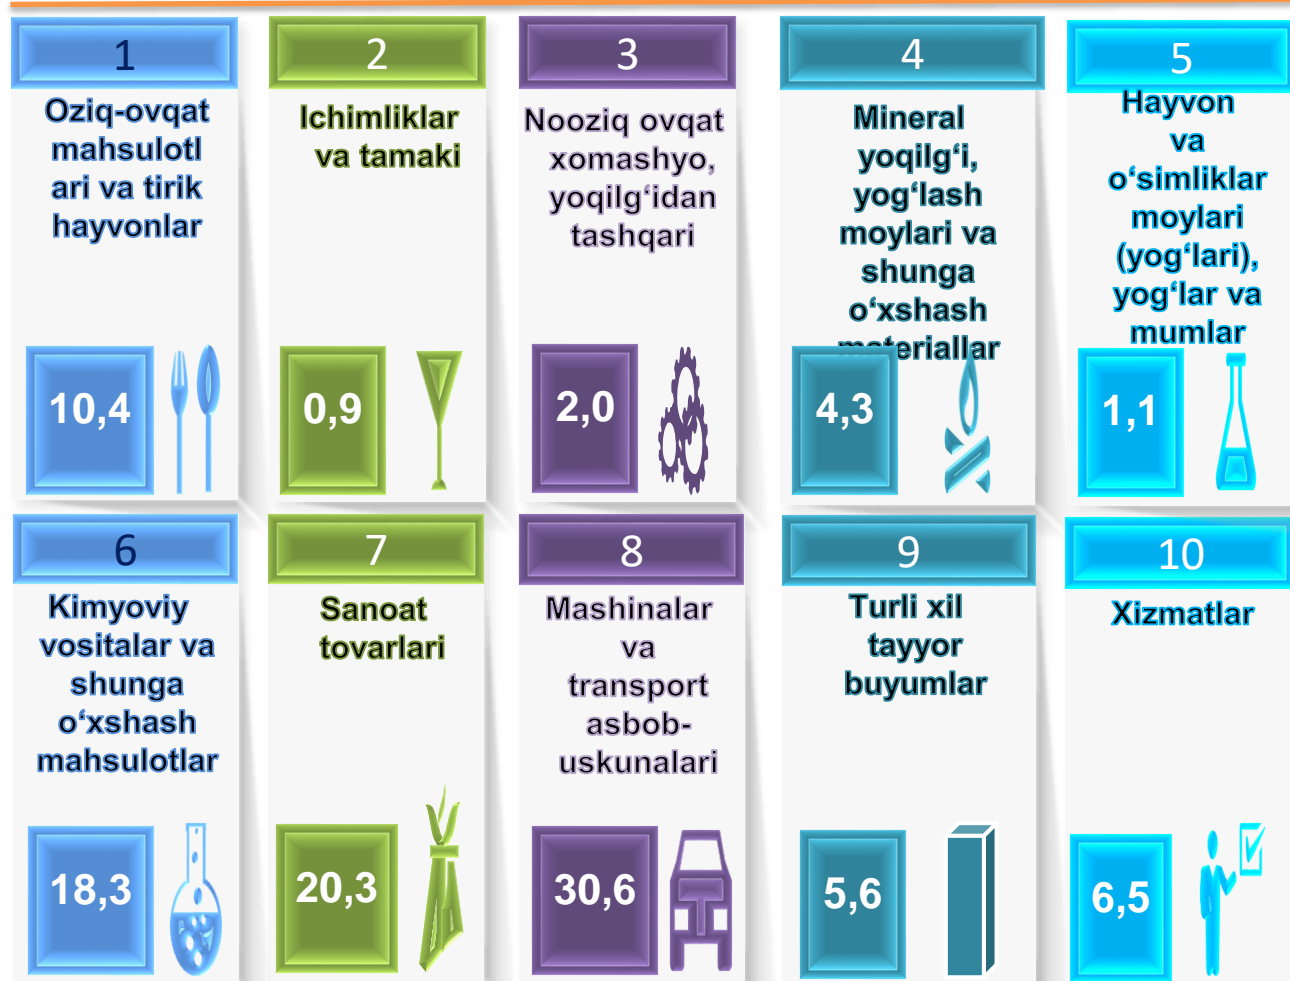 1
Oziq-ovqat
mahsulotl
ari va tirik
hayvonlar
10,4
2
Ichimliklar
va tamaki
0,9
3
Nooziq ovqat
xomashyo,
yoqilg‘idan
tashqari
2,0
4
Mineral
yoqilg‘i,
yog‘lash
moylari va
shunga
o‘xshash
materiallar
4,3
5
Hayvon
va
o‘simliklar
moylari
(yog‘lari),
yog‘lar va
mumlar
1,1
6
Kimyoviy
vositalar va
shunga
o‘xshash
mahsulotlar
18,3
7
Sanoat
tovarlari
20,3
8
Mashinalar
va
transport
asbob-
uskunalari
30,6
9
Turli xil
tayyor
buyumlar
5,6
10
Xizmatlar
6,5